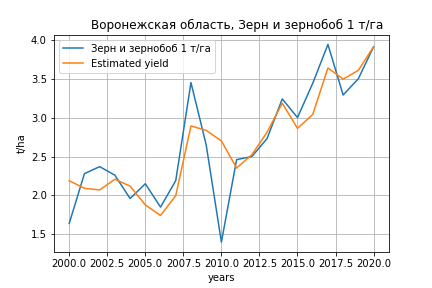 Воронежская область, Зерн и зернобоб 1 т/га
4.0
3.5
3.0
2.5
2.0
1.5
t/ha
Зерн и зернобоб 1 т/га
Estimated yield
2000.0 2002.5 2005.0 2007.5 2010.0 2012.5 2015.0 2017.5 2020.0
years